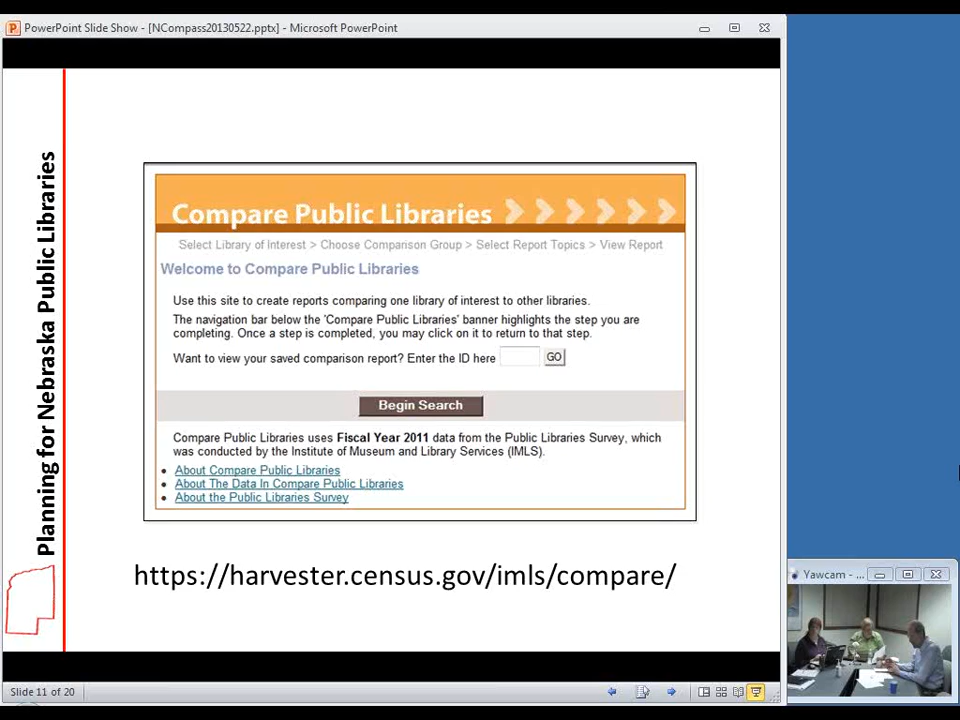 PowerPoint Slide Show - [NCompass20130522.pptx] - Microsoft PowerPoint
Planning for Nebraska Public Libraries
Compare Public Libraries
Select Library of Interest > Choose Comparison Group > Select Report Topics > View Report
Welcome to Compare Public Libraries
Use this site to create reports comparing one library of interest to other libraries.
The navigation bar below the 'Compare Public Libraries' banner highlights the step you are
completing. Once a step is completed, you may click on it to return to that step.
Want to view your saved comparison report? Enter the ID here GO
Begin Search
Compare Public Libraries uses Fiscal Year 2011 data from the Public Libraries Survey, which
was conducted by the Institute of Museum and Library Services (IMLS).
About Compare Public Libraries
About The Data In Compare Public Libraries
About the Public Libraries Survey
https://harvester.census.gov/imls/compare/
Yawcam - ...
Slide 11 of 20